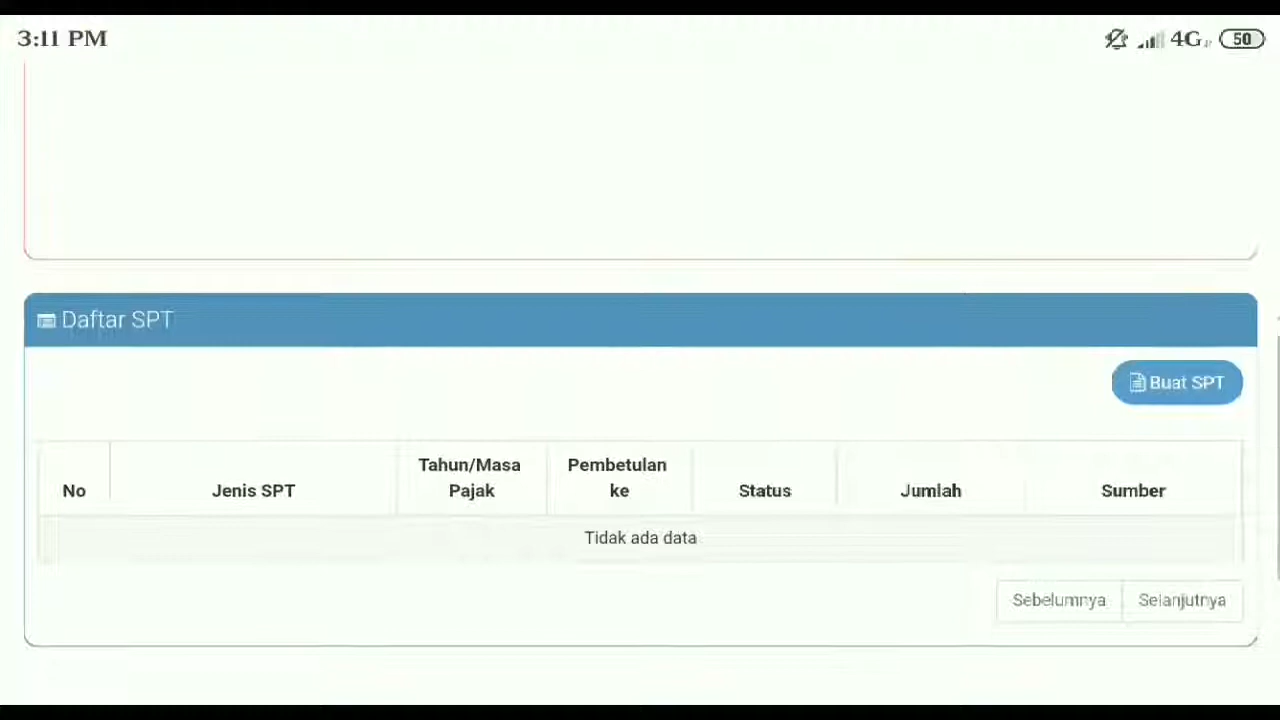 3:11 PM
4G 50
Daftar SPT
Buat SPT
No Jenis SPT Tahun/Masa Pajak Pembetulan ke Status Jumlah Sumber
Tidak ada data
Sebelumnya Selanjutnya